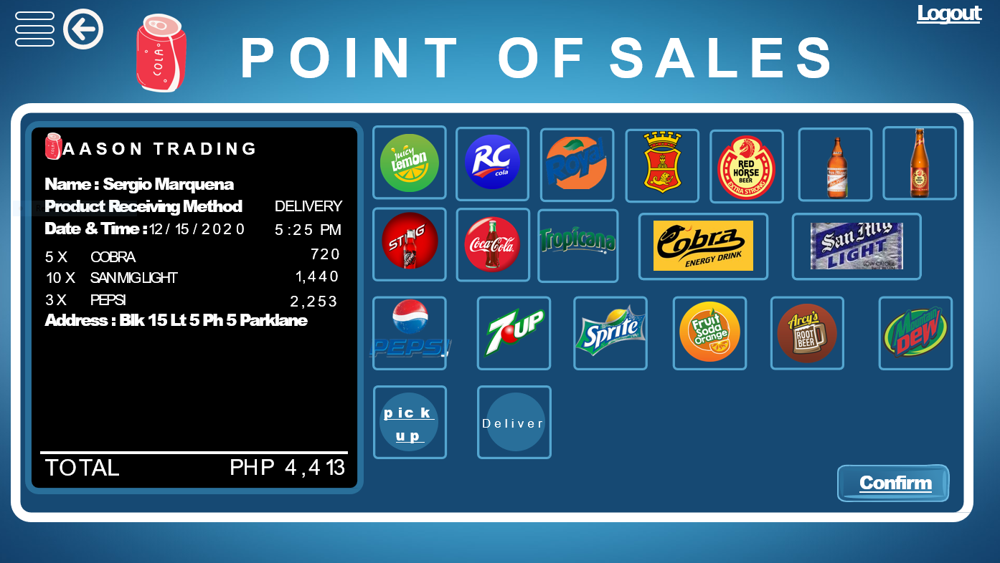 Logout
COLA
POINT OF SALES
AASON TRADING
Name : Sergio Marquena
Product Receiving Method DELIVERY
Date & Time : 12/15/2020 5:25 PM
5 X COBRA 720
10 X SAN MIG LIGHT 1,440
3 X PEPSI 2,253
Address : Blk 15 Lt 5 Ph 5 Parklane
TOTAL PHP 4,413
Juicy Lemon
RC cola
Royal
RED HORSE BEER EXTRA STRONG
STING
Coca-Cola
Tropicana
Cobra ENERGY DRINK
San Mig LIGHT
PEPSI
7UP
Sprite
Fruit Soda Orange
Arcy's ROOT BEER
Mountain DEW
pick
up
Deliver
Confirm